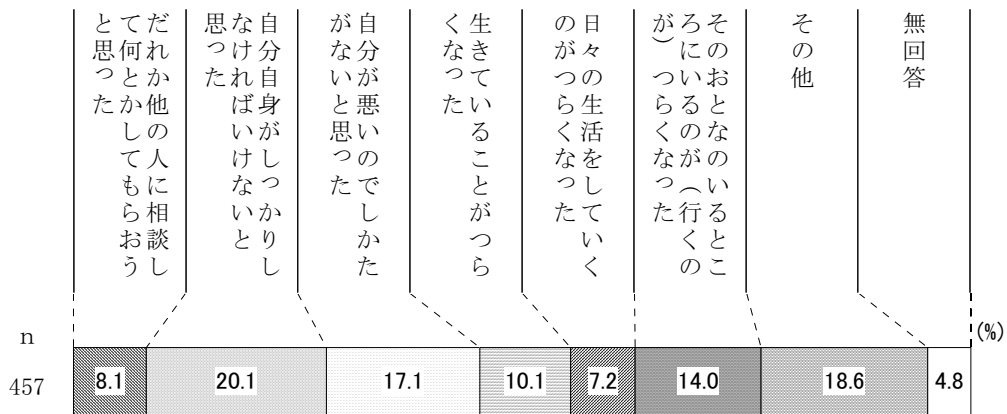 だれか他の人に相談し
て何とかしてもらおう
と思った
自分自身がしっかりし
なければいけないと
思った
自分が悪いのでしかた
がないと思った
生きていることがつら
くなった
日々の生活をしていく
のがつらくなった
そのおとなのいるとこ
ろにいるのが（行くの
が）つらくなった
その他
無回答
(%)
n
457
8.1
20.1
17.1
10.1
7.2
14.0
18.6
4.8